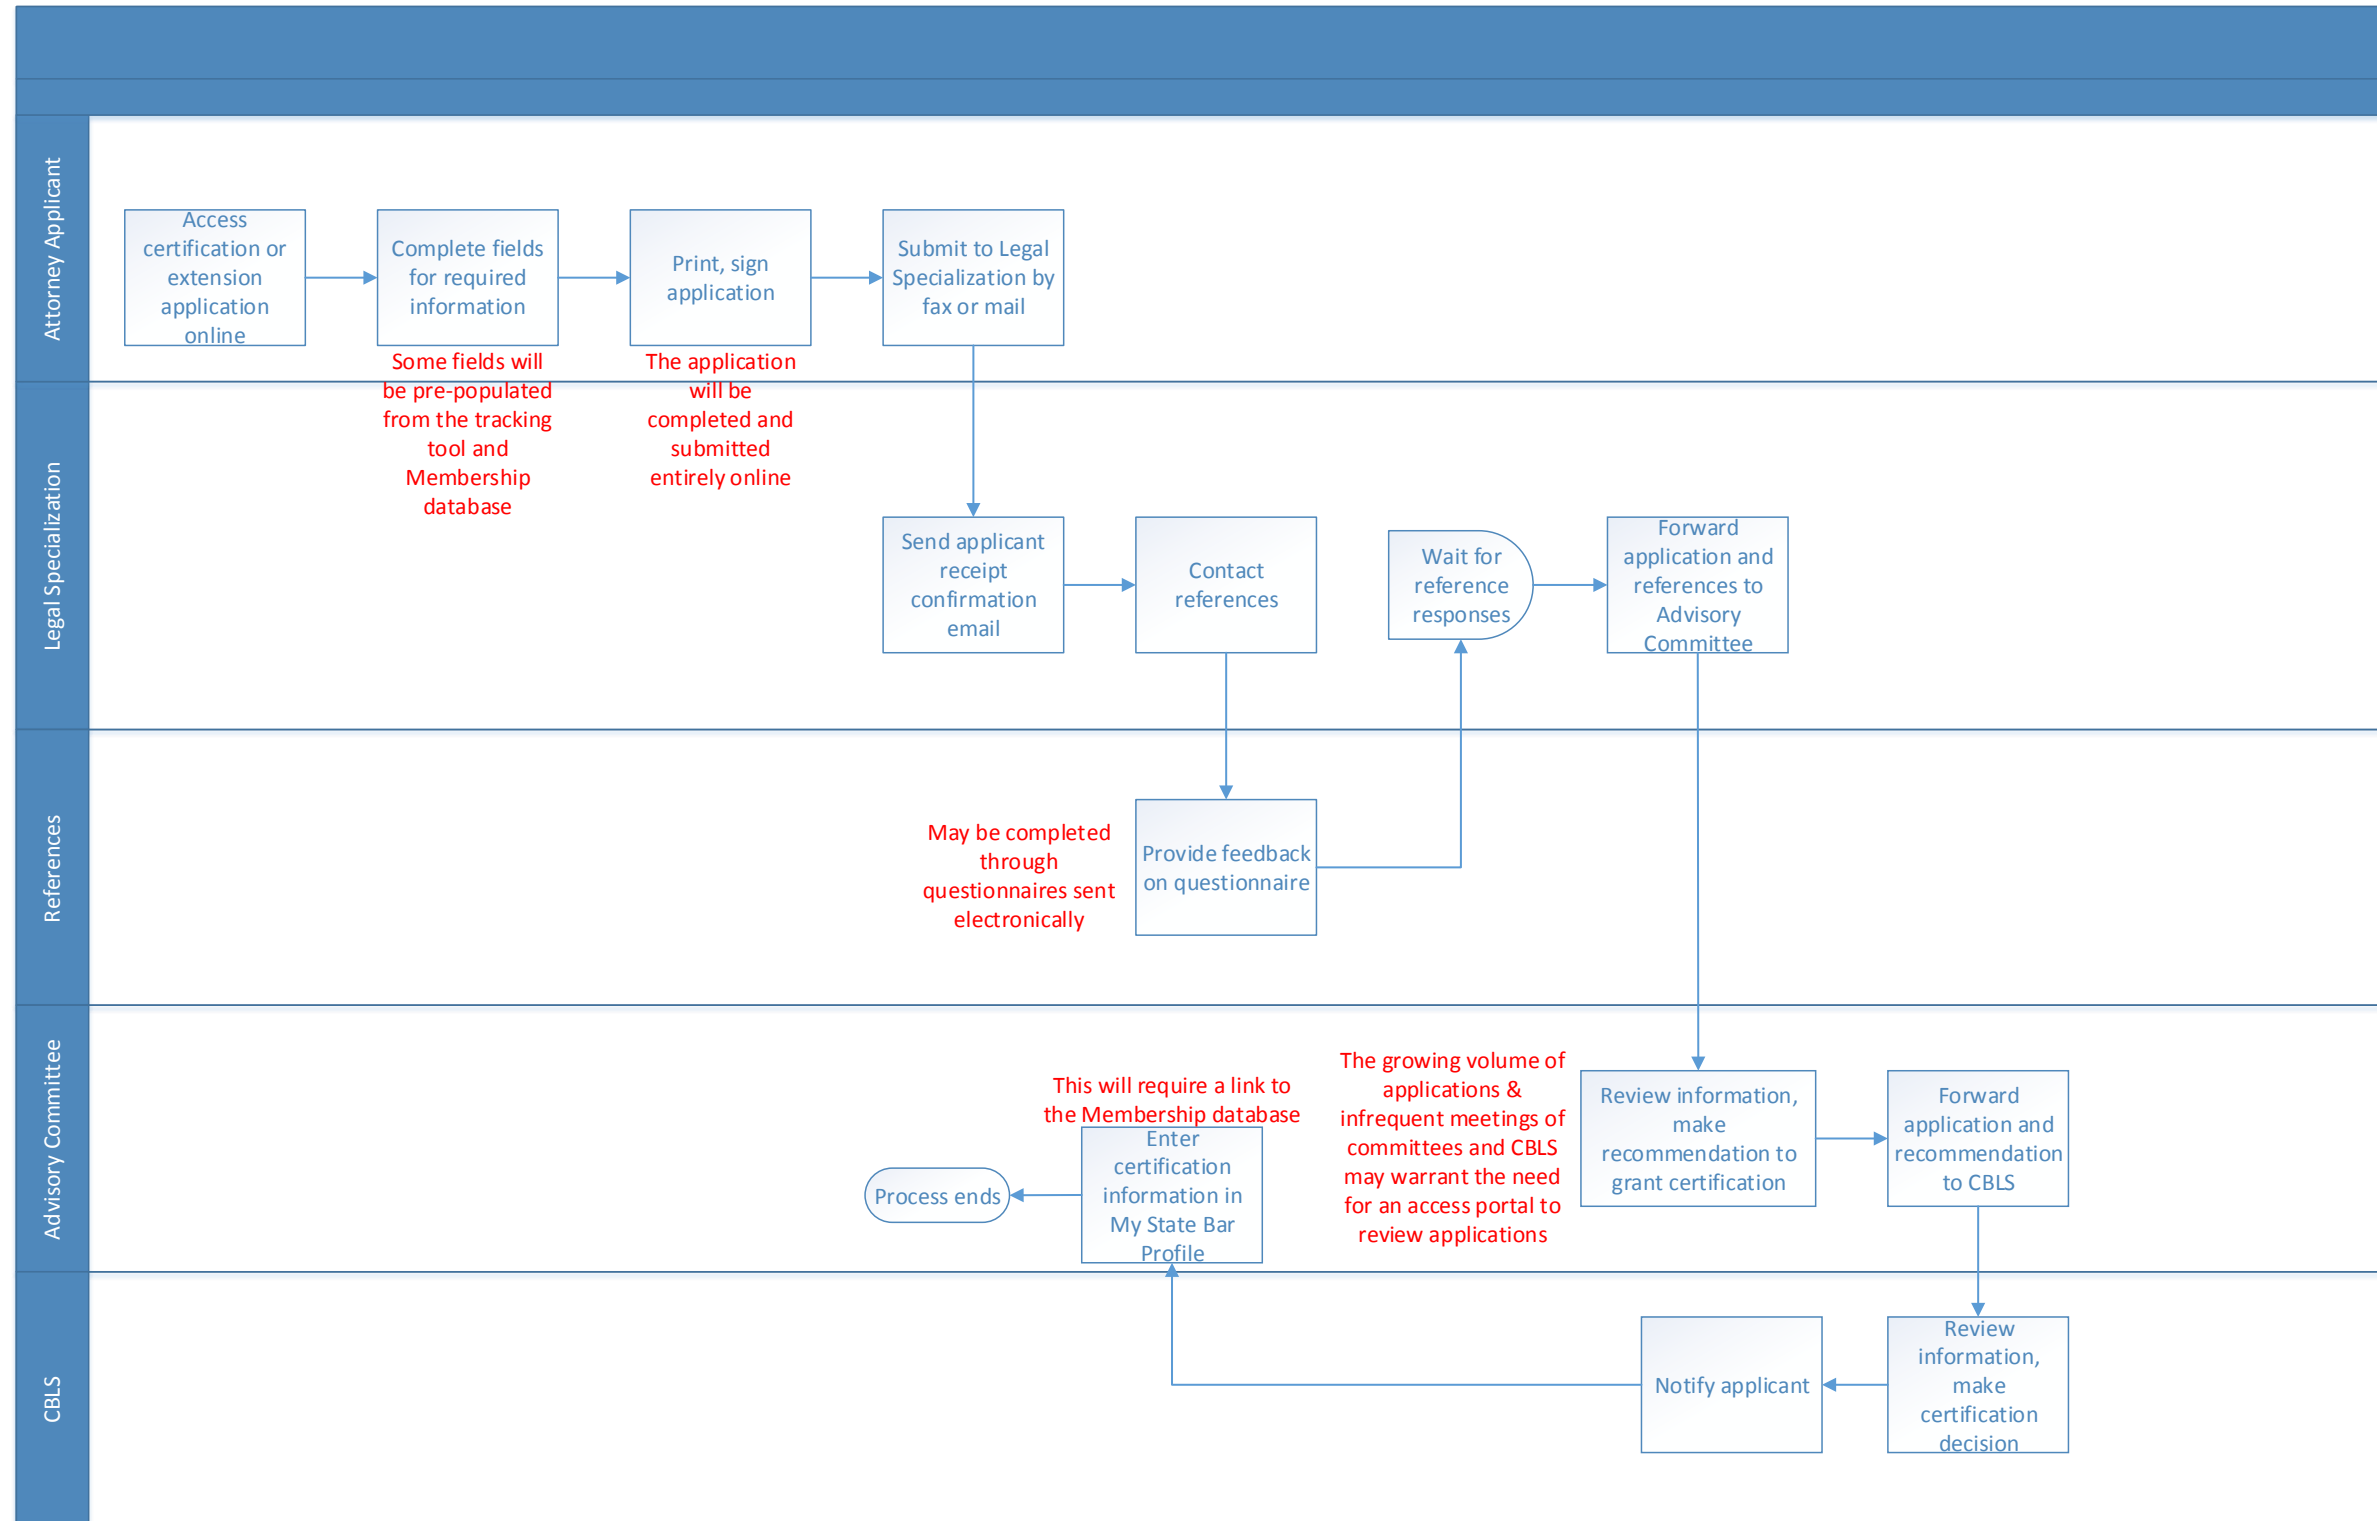 Attorney Applicant
Access
certification or
extension
application
online
Complete fields
for required
information
Print, sign
application
Submit to Legal
Specialization by
fax or mail
Some fields will
be pre-populated
from the tracking
tool and
Membership
database
The application
will be
completed and
submitted
entirely online
Legal Specialization
Send applicant
receipt
confirmation
email
Contact
references
Wait for
reference
responses
Forward
application and
references to
Advisory
Committee
References
May be completed
through
questionnaires sent
electronically
Provide feedback
on questionnaire
Advisory Committee
Process ends
This will require a link to
the Membership database
Enter
certification
information in
My State Bar
Profile
The growing volume of
applications &
infrequent meetings of
committees and CBLS
may warrant the need
for an access portal to
review applications
Review information,
make
recommendation to
grant certification
Forward
application and
recommendation
to CBLS
CBLS
Notify applicant
Review
information,
make
certification
decision